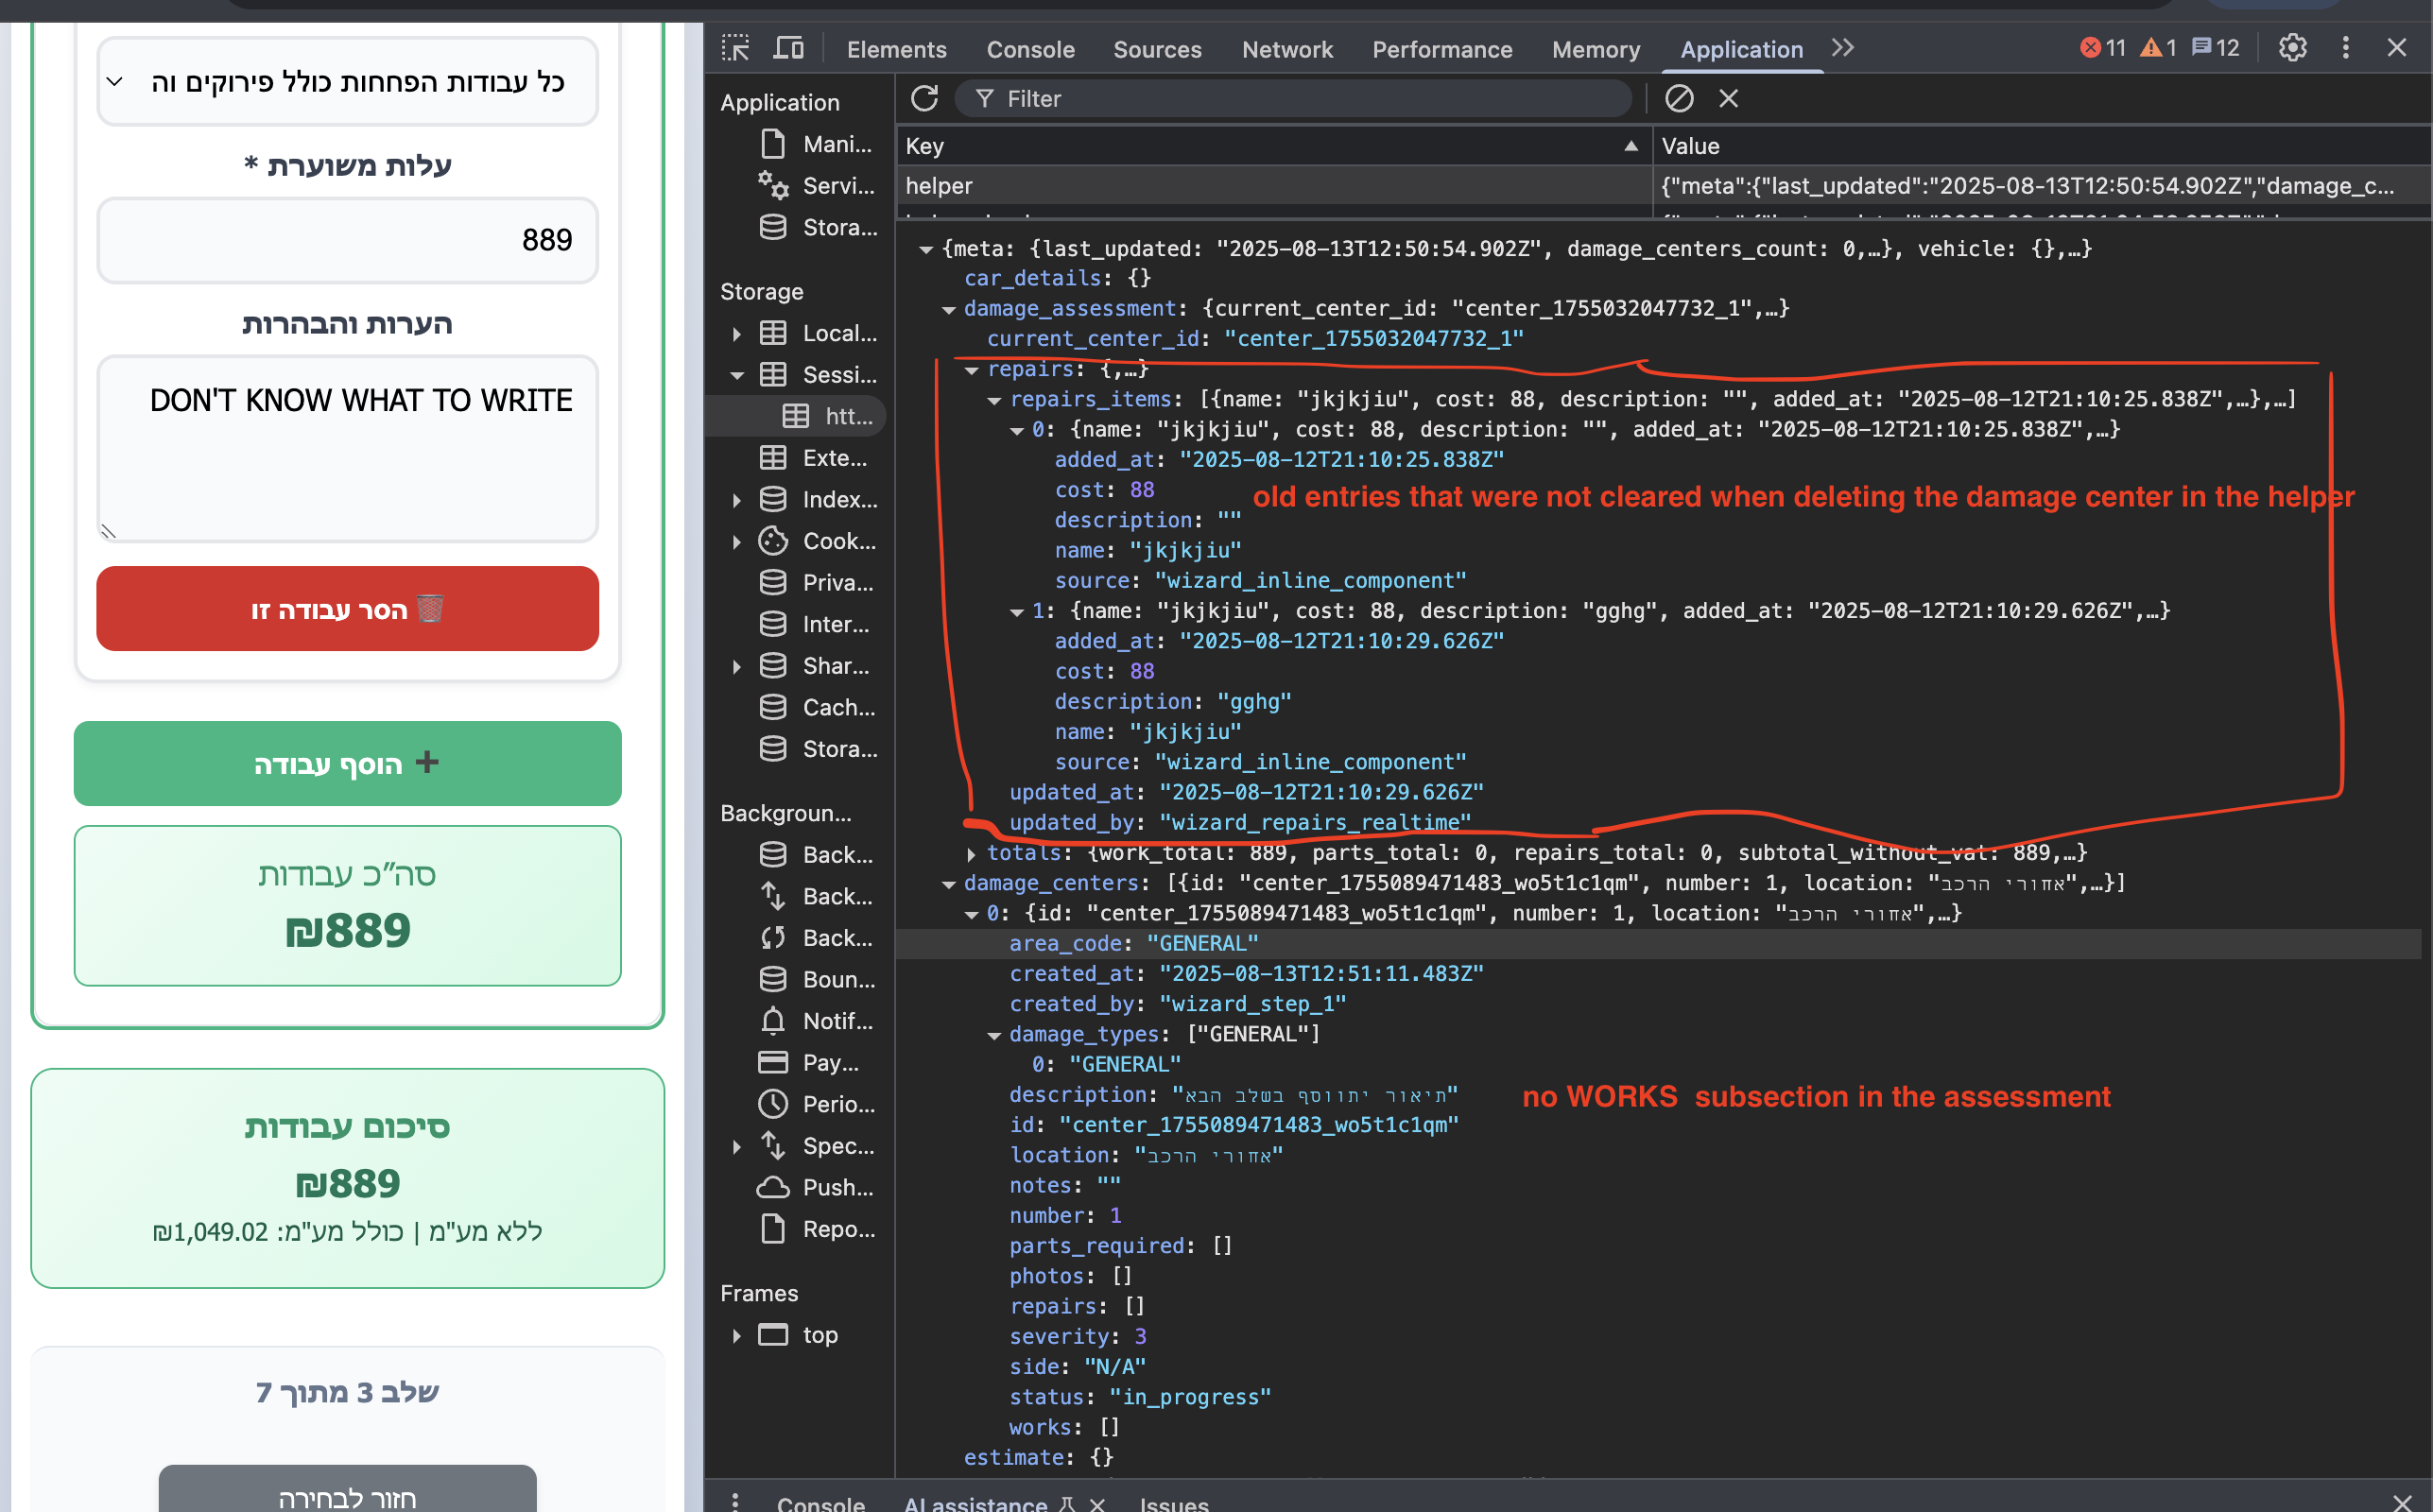 כל עבודות הפחחות כולל פירוקים וה
עלות משוערת *
889
הערות והבהרות
DON'T KNOW WHAT TO WRITE
הסר עבודה זו
הוסף עבודה
סה״כ עבודות
₪889
סיכום עבודות
₪889
ללא מע"מ | כולל מע"מ: ₪1,049.02
שלב 3 מתוך 7
חזור לבחירה
Elements Console Sources Network Performance Memory Application
11 1 12
Application
Mani...
Servi...
Stora...
Storage
Local...
Sessi...
htt...
Exte...
Index...
Cook...
Priva...
Inter...
Shar...
Cach...
Stora...
Backgroun...
Back...
Back...
Back...
Boun...
Notif...
Pay...
Perio...
Spec...
Push...
Repo...
Frames
top
Filter
Key Value
helper {"meta":{"last_updated":"2025-08-13T12:50:54.902Z","damage_c...
{meta: {last_updated: "2025-08-13T12:50:54.902Z", damage_centers_count: 0,…}, vehicle: {},…}
car_details: {}
damage_assessment: {current_center_id: "center_1755032047732_1",…}
current_center_id: "center_1755032047732_1"
repairs: {,…}
repairs_items: [{name: "jkjkjiu", cost: 88, description: "", added_at: "2025-08-12T21:10:25.838Z",…},…]
0: {name: "jkjkjiu", cost: 88, description: "", added_at: "2025-08-12T21:10:25.838Z",…}
added_at: "2025-08-12T21:10:25.838Z"
cost: 88
old entries that were not cleared when deleting the damage center in the helper
description: ""
name: "jkjkjiu"
source: "wizard_inline_component"
1: {name: "jkjkjiu", cost: 88, description: "gghg", added_at: "2025-08-12T21:10:29.626Z",…}
added_at: "2025-08-12T21:10:29.626Z"
cost: 88
description: "gghg"
name: "jkjkjiu"
source: "wizard_inline_component"
updated_at: "2025-08-12T21:10:29.626Z"
updated_by: "wizard_repairs_realtime"
totals: {work_total: 889, parts_total: 0, repairs_total: 0, subtotal_without_vat: 889,…}
damage_centers: [{id: "center_1755089471483_wo5t1c1qm", number: 1, location: "אחורי הרכב",…}]
0: {id: "center_1755089471483_wo5t1c1qm", number: 1, location: "אחורי הרכב",…}
area_code: "GENERAL"
created_at: "2025-08-13T12:51:11.483Z"
created_by: "wizard_step_1"
damage_types: ["GENERAL"]
0: "GENERAL"
description: "תיאור יתווסף בשלב הבא"
no WORKS subsection in the assessment
id: "center_1755089471483_wo5t1c1qm"
location: "אחורי הרכב"
notes: ""
number: 1
parts_required: []
photos: []
repairs: []
severity: 3
side: "N/A"
status: "in_progress"
works: []
estimate: {}
Console AI assistance Issues